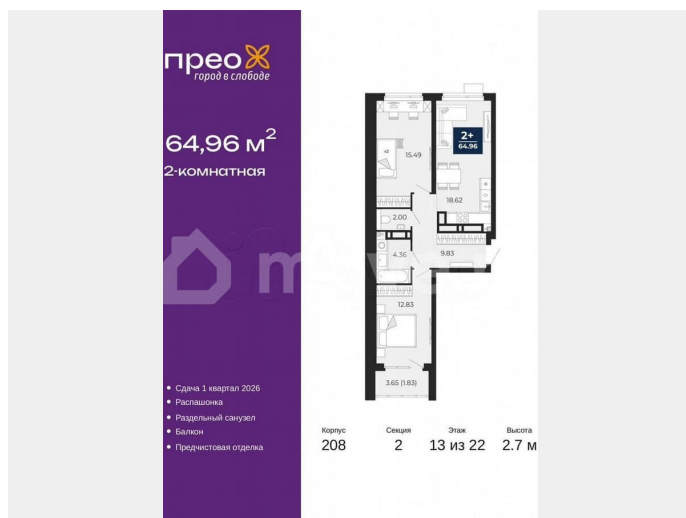 прео
город в слободе
64,96 м²
2-комнатная
Сдача 1 квартал 2026
Распашонка
Раздельный санузел
Балкон
Предчистовая отделка
2+
64.96
15.49
18.62
2.00
4.36
9.83
12.83
3.65 (1.83)
Корпус Секция Этаж Высота
208 2 13 из 22 2.7 м